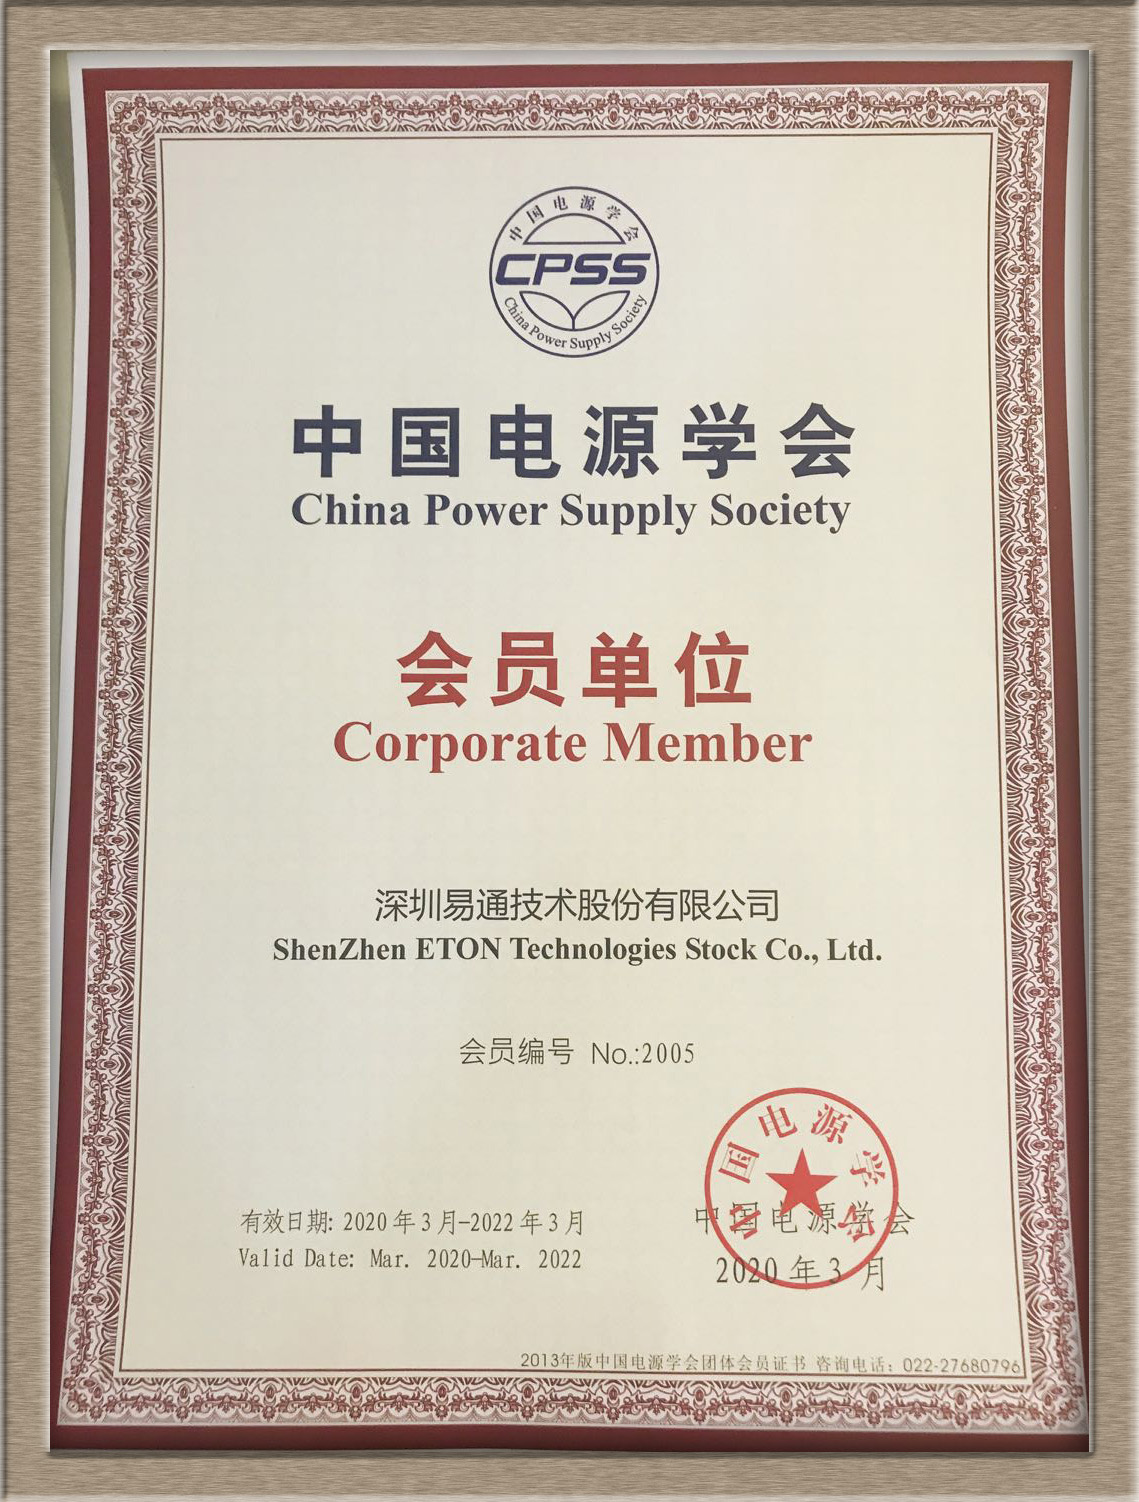 中国电源学会
CPSS
China Power Supply Society
中国电源学会
China Power Supply Society
会员单位
Corporate Member
深圳易通技术股份有限公司
ShenZhen ETON Technologies Stock Co., Ltd.
会员编号 No.:2005
中国电源学会
有效日期: 2020年3月-2022年3月
中国电源学会
Valid Date: Mar. 2020-Mar. 2022
2020年3月
2013年版中国电源学会团体会员证书 咨询电话：022-27680796